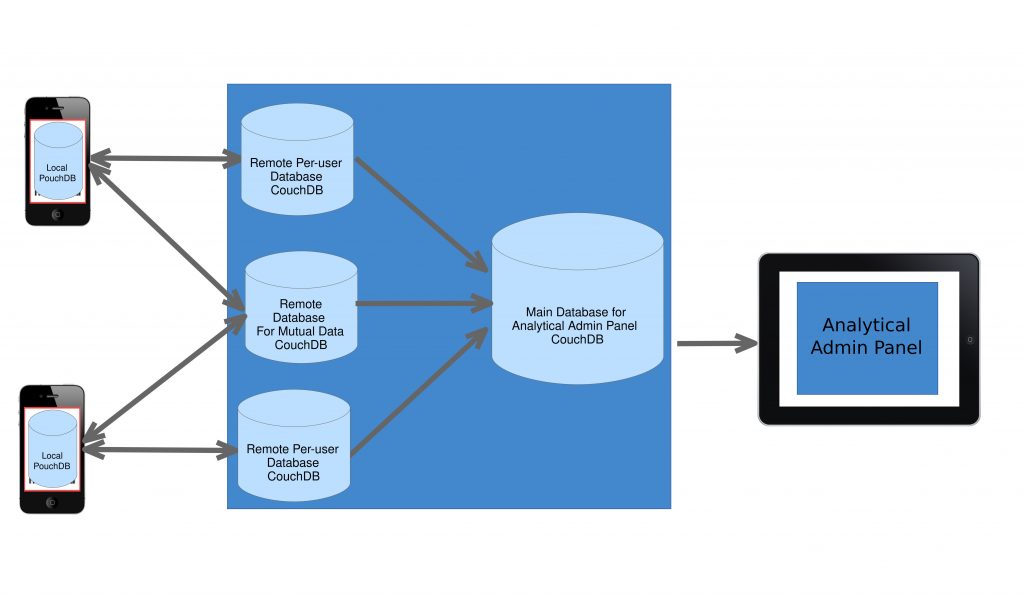 Local
PouchDB
Remote Per-user
Database
CouchDB
Remote
Database
For Mutual Data
CouchDB
Local
PouchDB
Remote Per-user
Database
CouchDB
Main Database for
Analytical Admin Panel
CouchDB
Analytical
Admin Panel